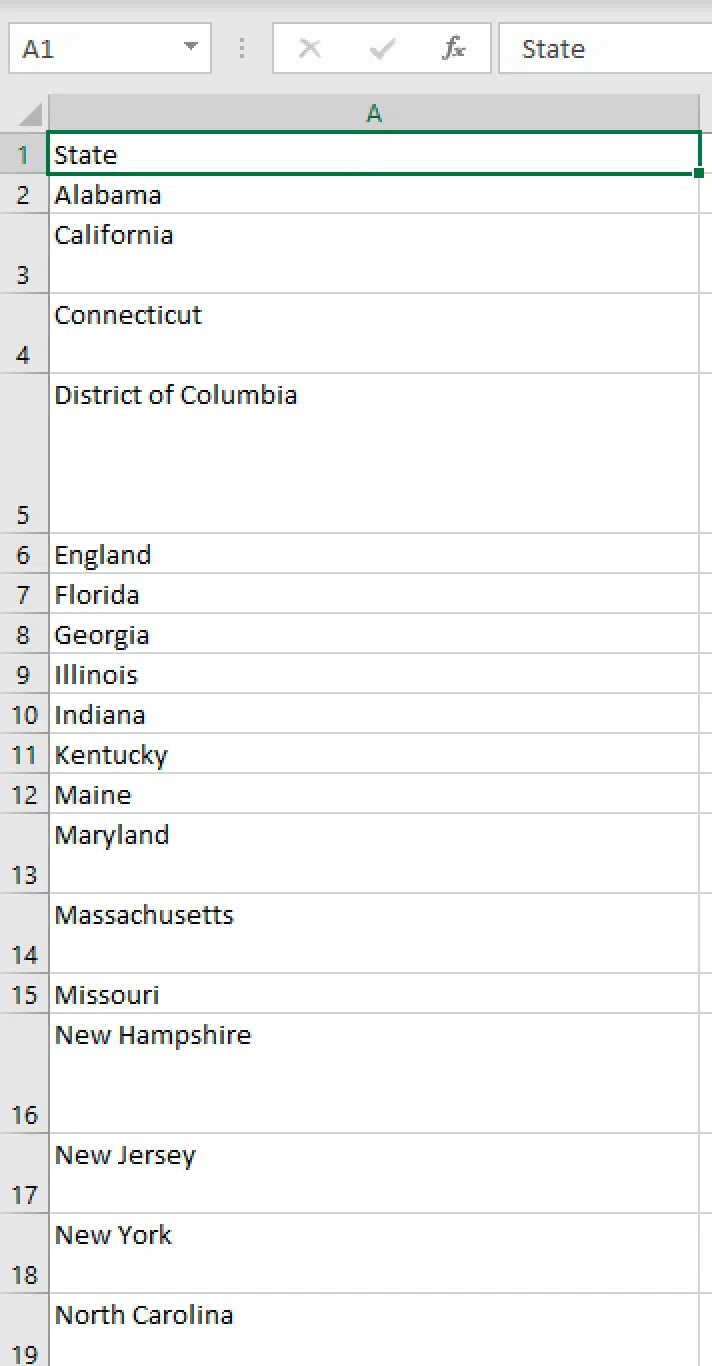 A1
fx
State
A
1 State
2 Alabama
3 California
4 Connecticut
5 District of Columbia
6 England
7 Florida
8 Georgia
9 Illinois
10 Indiana
11 Kentucky
12 Maine
13 Maryland
14 Massachusetts
15 Missouri
16 New Hampshire
17 New Jersey
18 New York
19 North Carolina